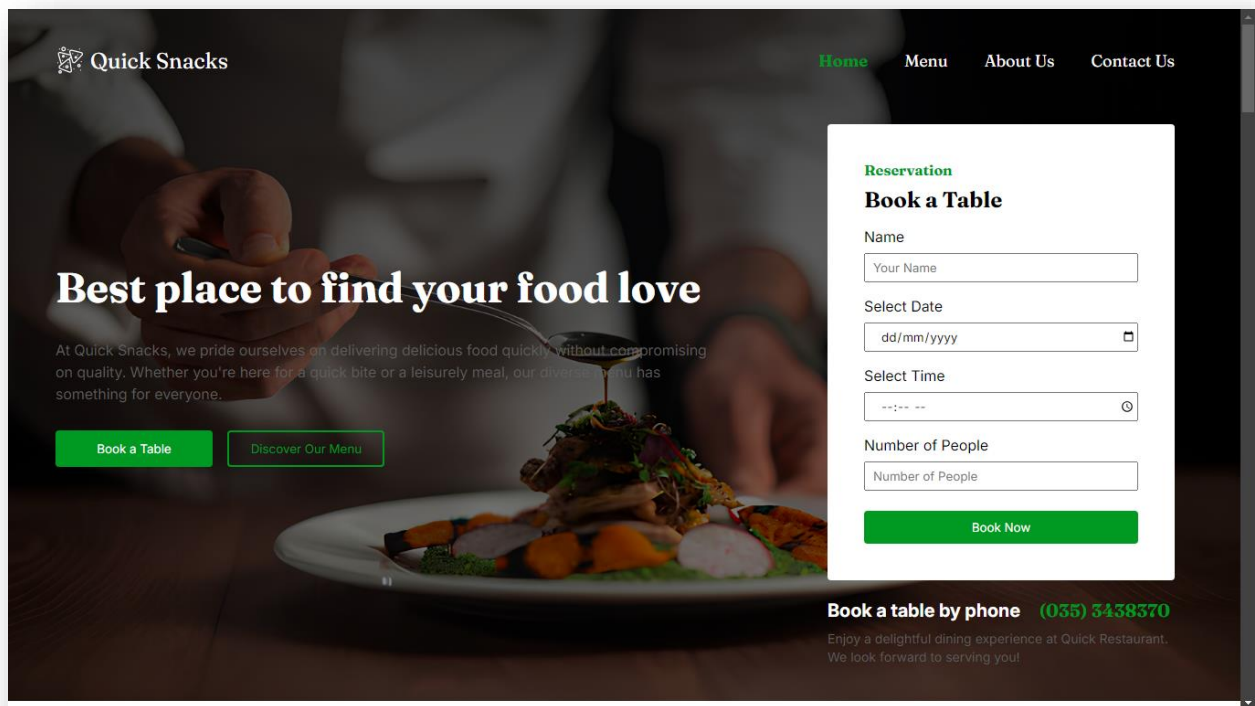 Quick Snacks
Home Menu About Us Contact Us
Best place to find your food love
At Quick Snacks, we pride ourselves on delivering delicious food quickly without compromising
on quality. Whether you're here for a quick bite or a leisurely meal, our diverse menu has
something for everyone.
Book a Table
Discover Our Menu
Reservation
Book a Table
Name
Your Name
Select Date
dd/mm/yyyy
Select Time
--:-- --
Number of People
Number of People
Book Now
Book a table by phone (035) 3438370
Enjoy a delightful dining experience at Quick Restaurant.
We look forward to serving you!